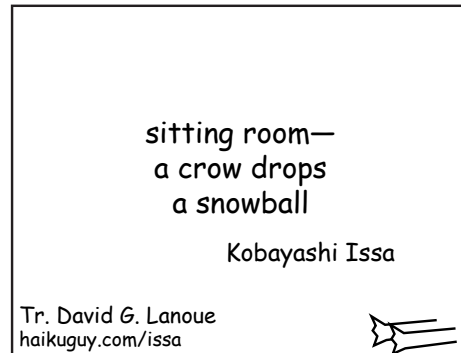 sitting room—
a crow drops
a snowball
Kobayashi Issa
Tr. David G. Lanoue
haikuguy.com/issa